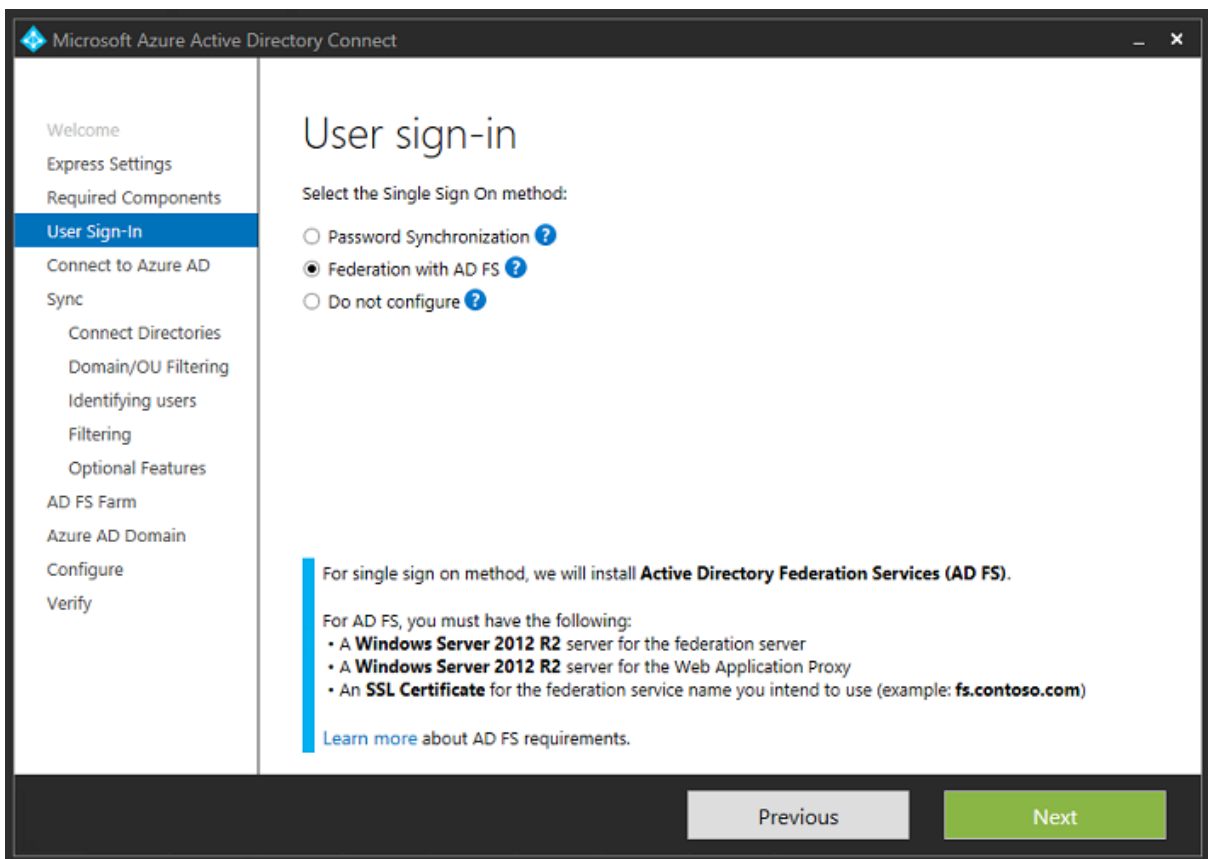 Microsoft Azure Active Directory Connect
Welcome
Express Settings
Required Components
User Sign-In
Connect to Azure AD
Sync
Connect Directories
Domain/OU Filtering
Identifying users
Filtering
Optional Features
AD FS Farm
Azure AD Domain
Configure
Verify
User sign-in
Select the Single Sign On method:
Password Synchronization ?
Federation with AD FS ?
Do not configure ?
For single sign on method, we will install Active Directory Federation Services (AD FS).
For AD FS, you must have the following:
• A Windows Server 2012 R2 server for the federation server
• A Windows Server 2012 R2 server for the Web Application Proxy
• An SSL Certificate for the federation service name you intend to use (example: fs.contoso.com)
Learn more about AD FS requirements.
Previous
Next